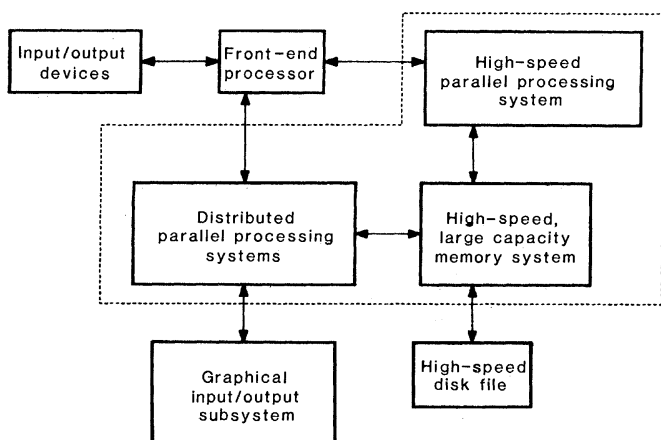 Input/output
devices
Front-end
processor
High-speed
parallel processing
system
Distributed
parallel processing
systems
High-speed,
large capacity
memory system
Graphical
input/output
subsystem
High-speed
disk file